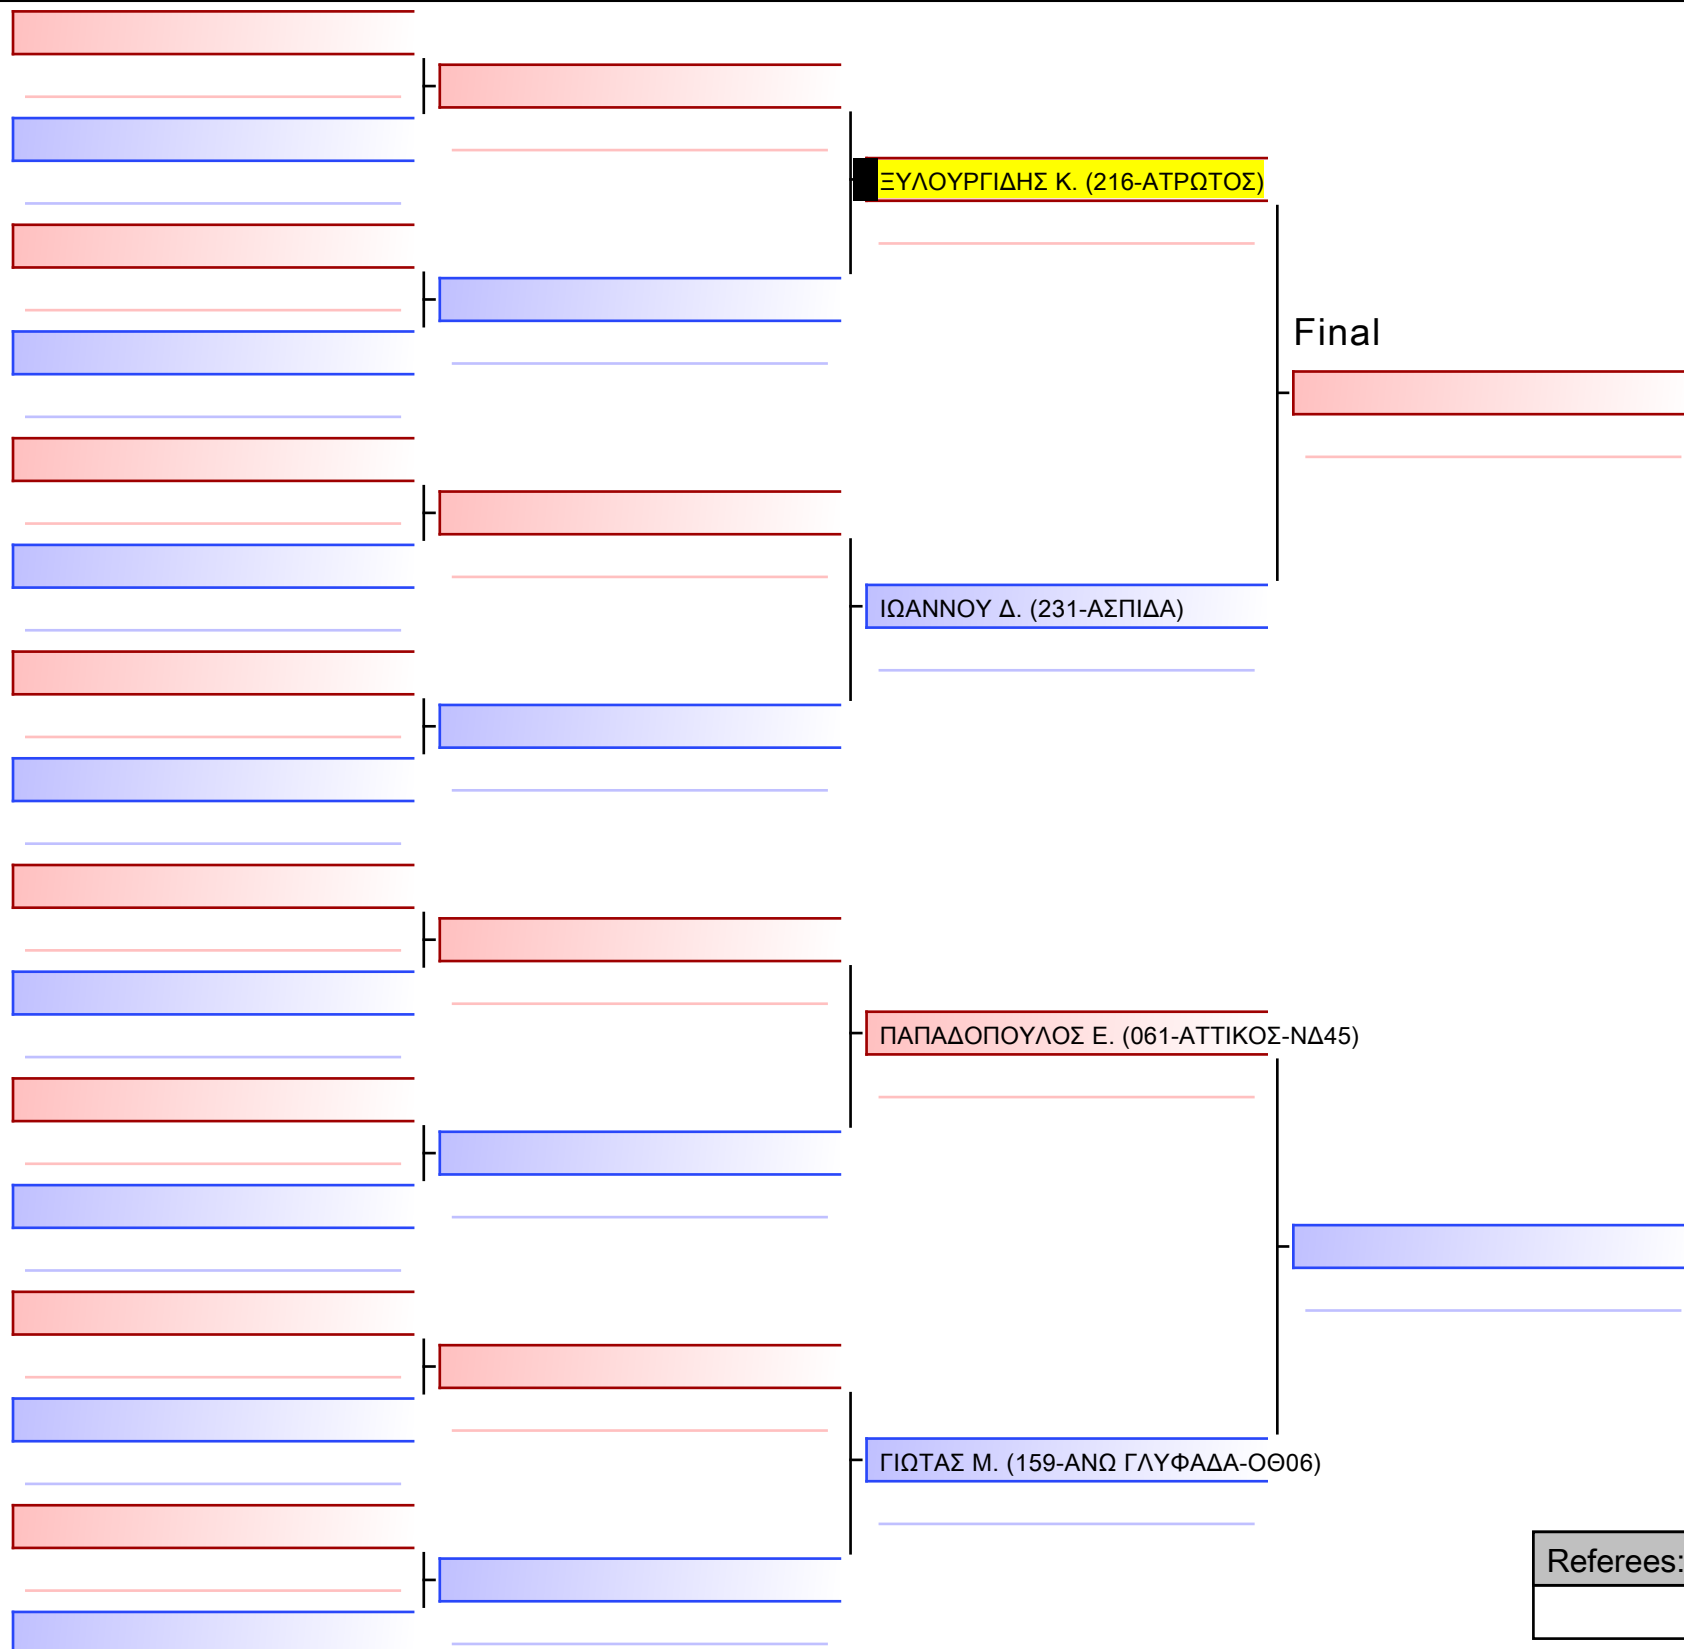 ΞΥΛΟΥΡΓΙΔΗΣ Κ. (216-ΑΤΡΩΤΟΣ)
Final
ΙΩΑΝΝΟΥ Δ. (231-ΑΣΠΙΔΑ)
ΠΑΠΑΔΟΠΟΥΛΟΣ Ε. (061-ΑΤΤΙΚΟΣ-ΝΔ45)
ΓΙΩΤΑΣ Μ. (159-ΑΝΩ ΓΛΥΦΑΔΑ-ΟΘ06)
Referees: